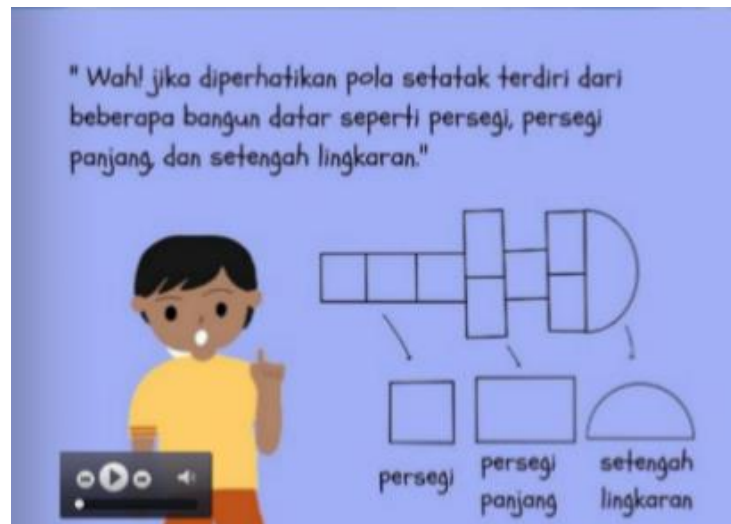 " Wah! jika diperhatikan pola setatak terdiri dari
beberapa bangun datar seperti persegi, persegi
panjang, dan setengah lingkaran."
persegi
persegi
panjang
setengah
lingkaran